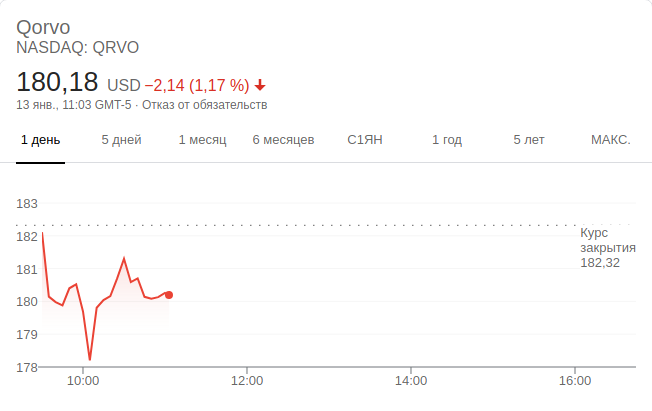 Qorvo
NASDAQ: QRVO
180,18 USD −2,14 (1,17 %)
13 янв., 11:03 GMT-5 · Отказ от обязательств
1 день 5 дней 1 месяц 6 месяцев С1ЯН 1 год 5 лет МАКС.
183
182
181
180
179
178
Курс
закрытия
182,32
10:00 12:00 14:00 16:00